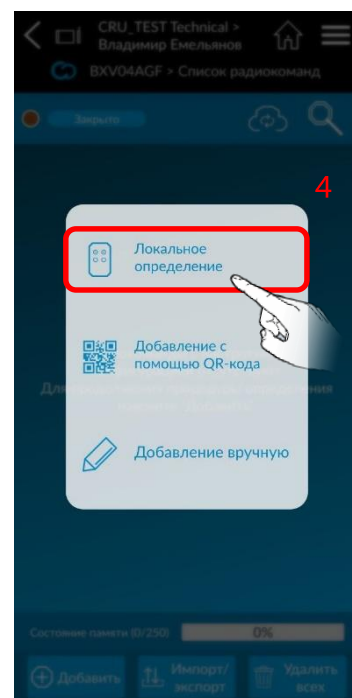 CRU_TEST Technical >
Владимир Емельянов
BXV04AGF > Список радиокоманд
Закрыто
4
Локальное
определение
Добавление с
помощью QR-кода
Добавление вручную
Состояние памяти (0/250)
0%
Добавить
Импорт/
экспорт
Удалить
всех